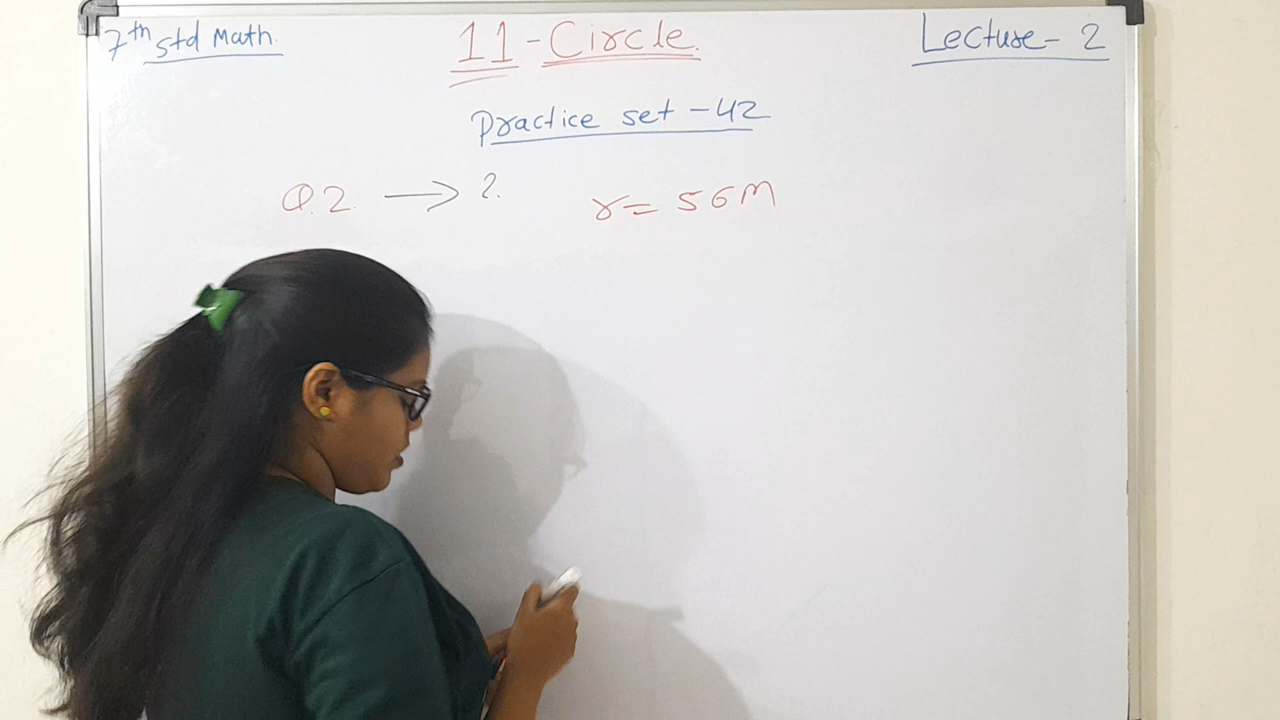 7th std Math. 11-Circle. Lecture- 2
Practice set -42
Q.2. → 2. r= 56M